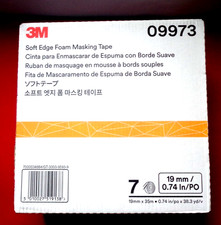 3M
09973
Soft Edge Foam Masking Tape
Cinta para Enmascarar de Espuma con Borde Suave
Ruban de masquage en mousse à bords souples
Fita de Mascaramento de Espuma com Borda Suave
ソフトテープ
소프트 엣지 폼 마스킹 테이프
7
19 mm /
0.74 in/PO